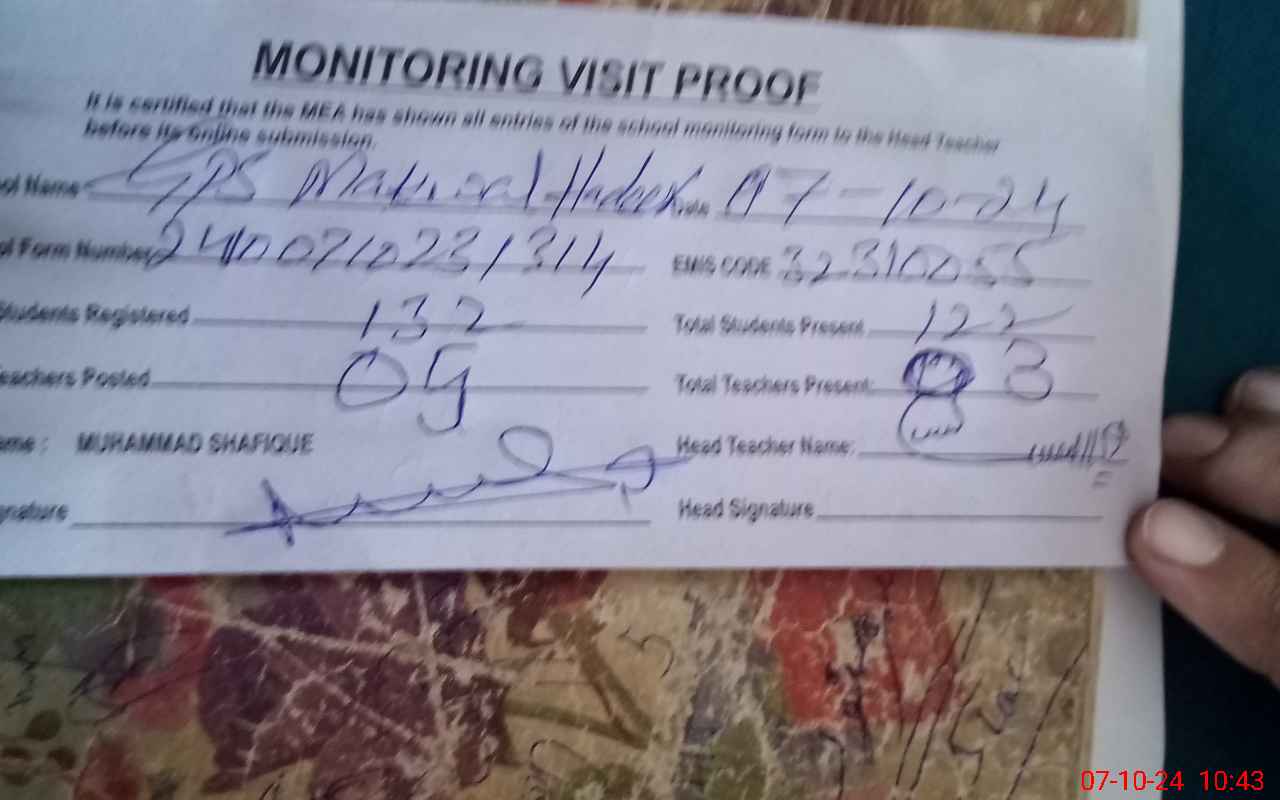 MONITORING VISIT PROOF
It is certified that the MEA has shown all entries of the school monitoring form to the Head Teacher
before its online submission.
ol Name GPS 07-10-24
ol Form Number EMIS CODE 32310055
Students Registered 132 Total Students Present 122
eachers Posted 05 Total Teachers Present: 03
ame : MUHAMMAD SHAFIQUE Head Teacher Name:
gnature Head Signature
07-10-24 10:43